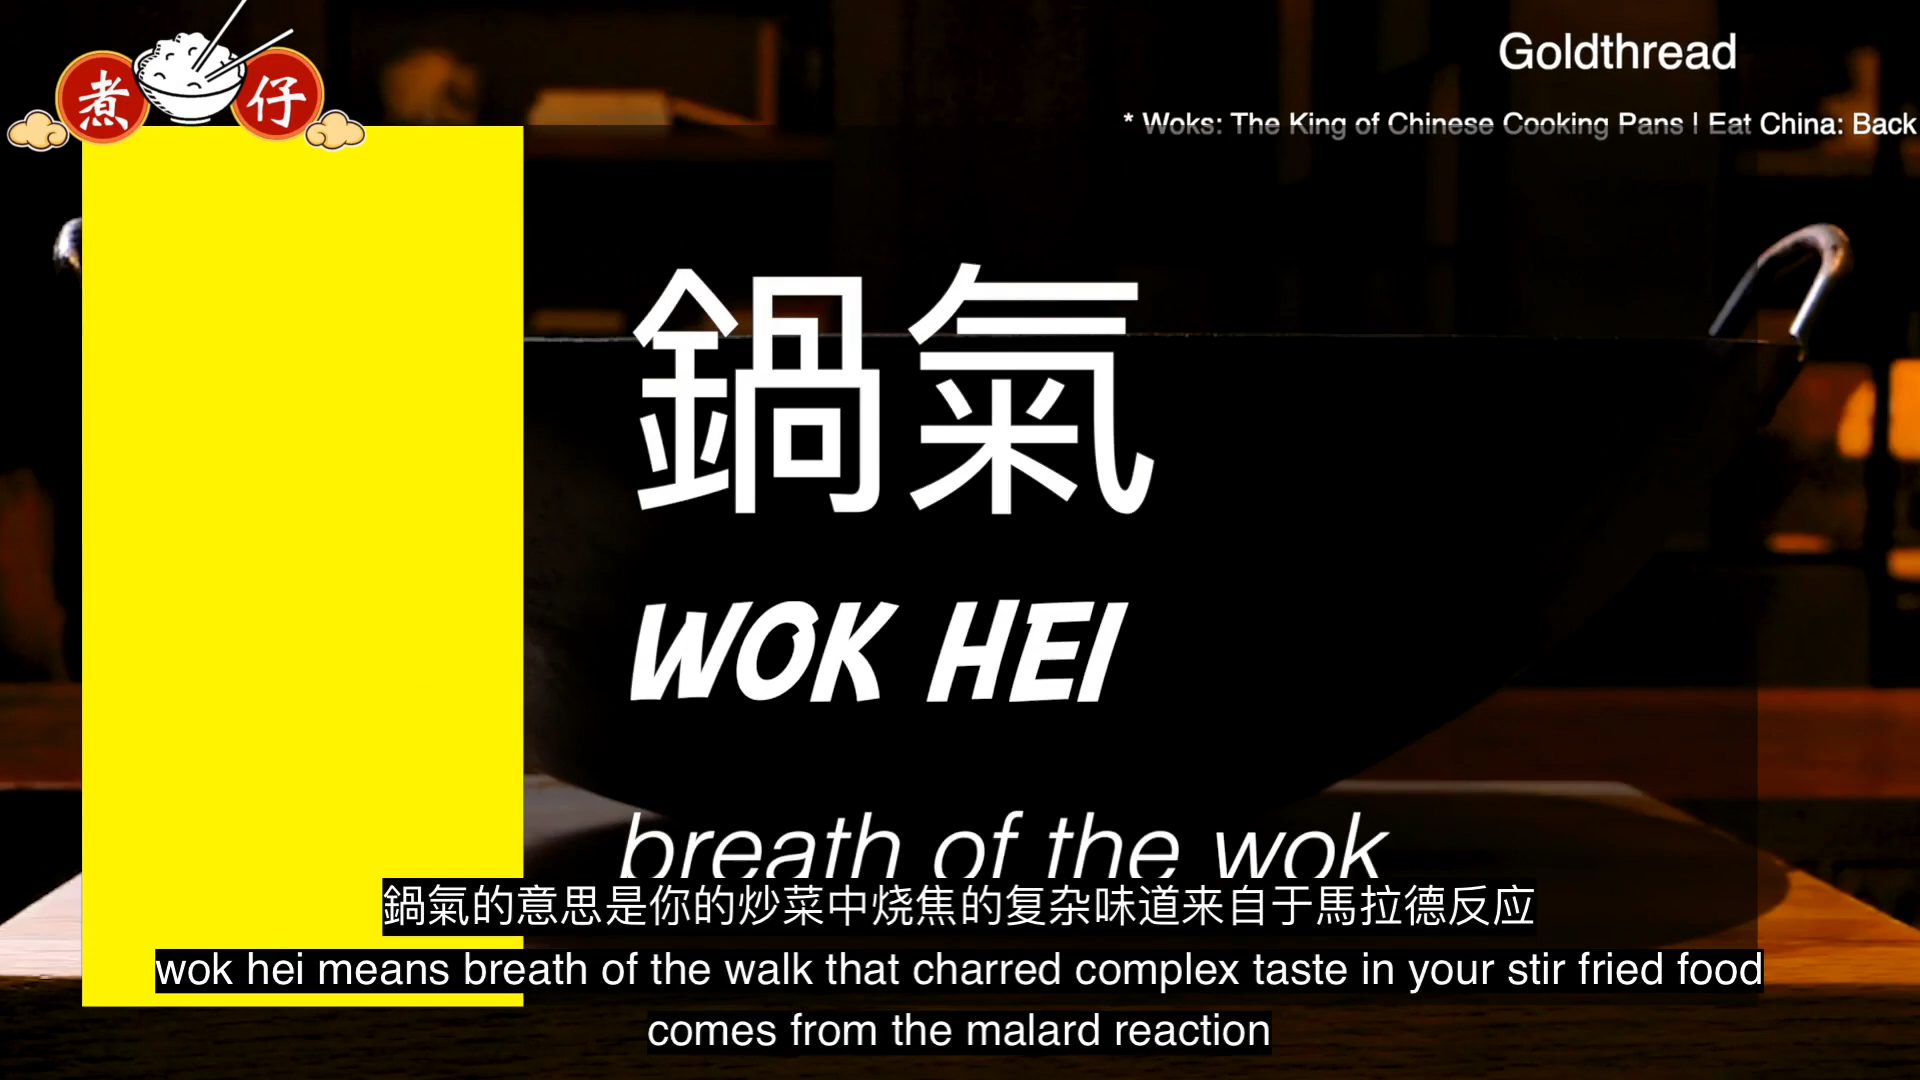 煮仔
Goldthread
* Woks: The King of Chinese Cooking Pans | Eat China: Back
鍋氣
WOK HEI
breath of the wok
鍋氣的意思是你的炒菜中烧焦的复杂味道来自于馬拉德反应
wok hei means breath of the walk that charred complex taste in your stir fried food
comes from the malard reaction